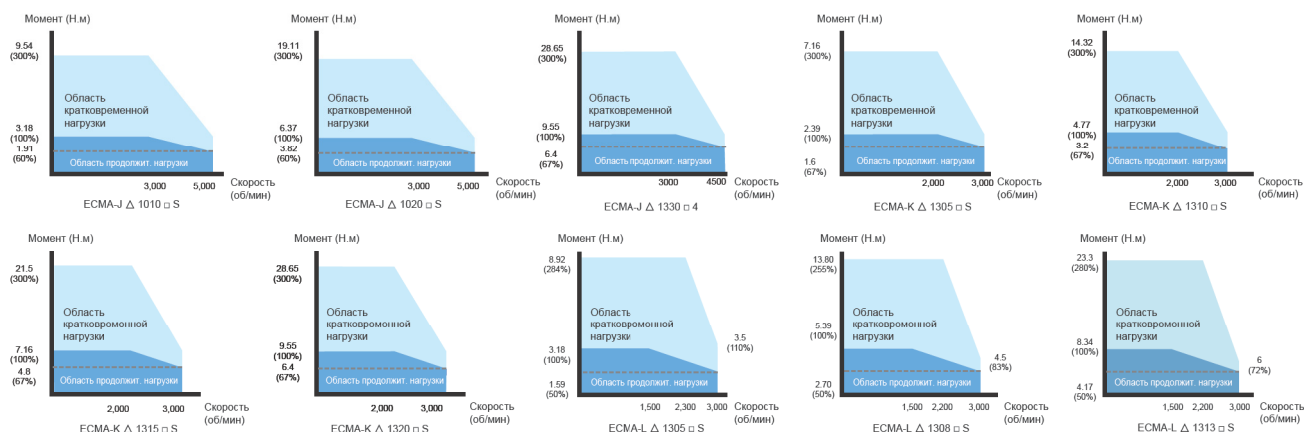 Момент (Н.м)
9.54
(300%)
3.18
(100%)
1.91
(60%)
Область
кратковременной
нагрузки
Область продолжит. нагрузки
3,000
5,000
Скорость
(об/мин)
ECMA-J △ 1010 □ S
Момент (Н.м)
19.11
(300%)
6.37
(100%)
3.82
(60%)
Область
кратковременной
нагрузки
Область продолжит. нагрузки
3,000
5,000
Скорость
(об/мин)
ECMA-J △ 1020 □ S
Момент (Н.м)
28.65
(300%)
9.55
(100%)
6.4
(67%)
Область
кратковременной
нагрузки
Область продолжит. нагрузки
3000
4500
Скорость
(об/мин)
ECMA-J △ 1330 □ 4
Момент (Н.м)
7.16
(300%)
2.39
(100%)
1.6
(67%)
Область
кратковременной
нагрузки
Область продолжит. нагрузки
2,000
3,000
Скорость
(об/мин)
ECMA-K △ 1305 □ S
Момент (Н.м)
14.32
(300%)
4.77
(100%)
3.2
(67%)
Область
кратковременной
нагрузки
Область продолжит. нагрузки
2,000
3,000
Скорость
(об/мин)
ECMA-K △ 1310 □ S
Момент (Н.м)
21.5
(300%)
7.16
(100%)
4.8
(67%)
Область
кратковромонной
нагрузки
Область продолжит. нагрузки
2,000
3,000
Скорость
(об/мин)
ECMA-K △ 1315 □ S
Момент (Н.м)
28.65
(300%)
9.55
(100%)
6.4
(67%)
Область
кратковромонной
нагрузки
Область продолжит. нагрузки
2,000
3,000
Скорость
(об/мин)
ECMA-K △ 1320 □ S
Момент (Н.м)
8.92
(284%)
3.18
(100%)
1.59
(50%)
Область
кратковромонной
нагрузки
Область продолжит. нагрузки
3.5
(110%)
1,500
2,300
3,000
Скорость
(об/мин)
ECMA-L △ 1305 □ S
Момент (Н.м)
13.80
(255%)
5.39
(100%)
2.70
(50%)
Область
кратковромонной
нагрузки
Область продолжит. нагрузки
4.5
(83%)
1,500
2,200
3,000
Скорость
(об/мин)
ECMA-L △ 1308 □ S
Момент (Н.м)
23.3
(280%)
8.34
(100%)
4.17
(50%)
Область
кратковромонной
нагрузки
Область продолжит. нагрузки
6
(72%)
1,500
2,200
3,000
Скорость
(об/мин)
ECMA-L △ 1313 □ S